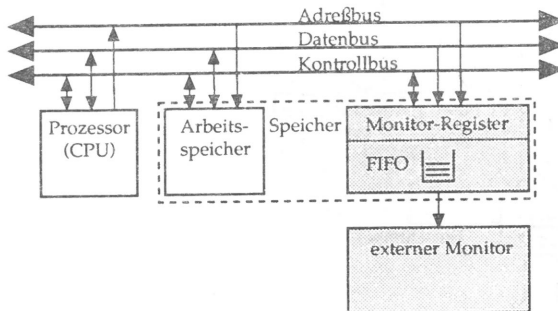 Adreßbus
Datenbus
Kontrollbus
Prozessor
(CPU)
Arbeits-
speicher
Speicher
Monitor-Register
FIFO
externer Monitor